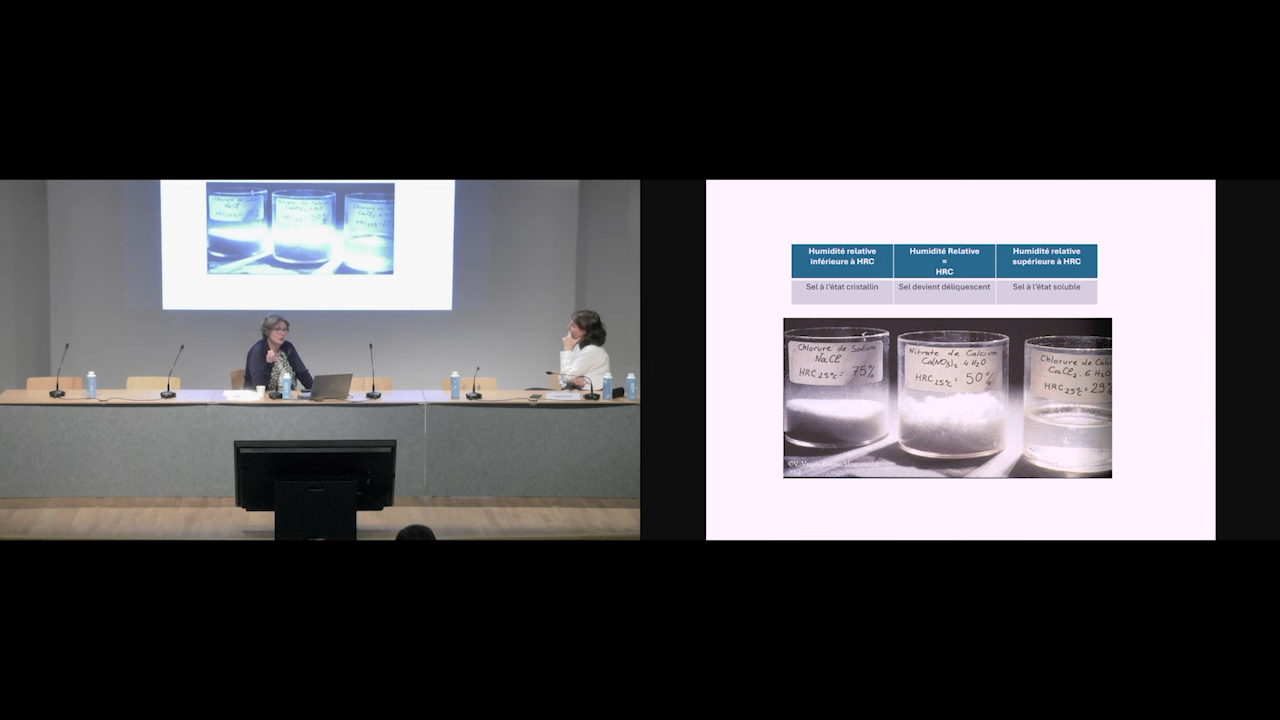 Humidité relative
inférieure à HRC
Humidité Relative
=
HRC
Humidité relative
supérieure à HRC
Sel à l'état cristallin
Sel devient déliquescent
Sel à l'état soluble
Chlorure de Sodium
NaCl
HRC 25°C = 75%
Nitrate de Calcium
Ca(NO3)2 . 4 H2O
HRC 25°C = 50%
Chlorure de Calc
CaCl2 . 6 H2O
HRC 25°C = 29%